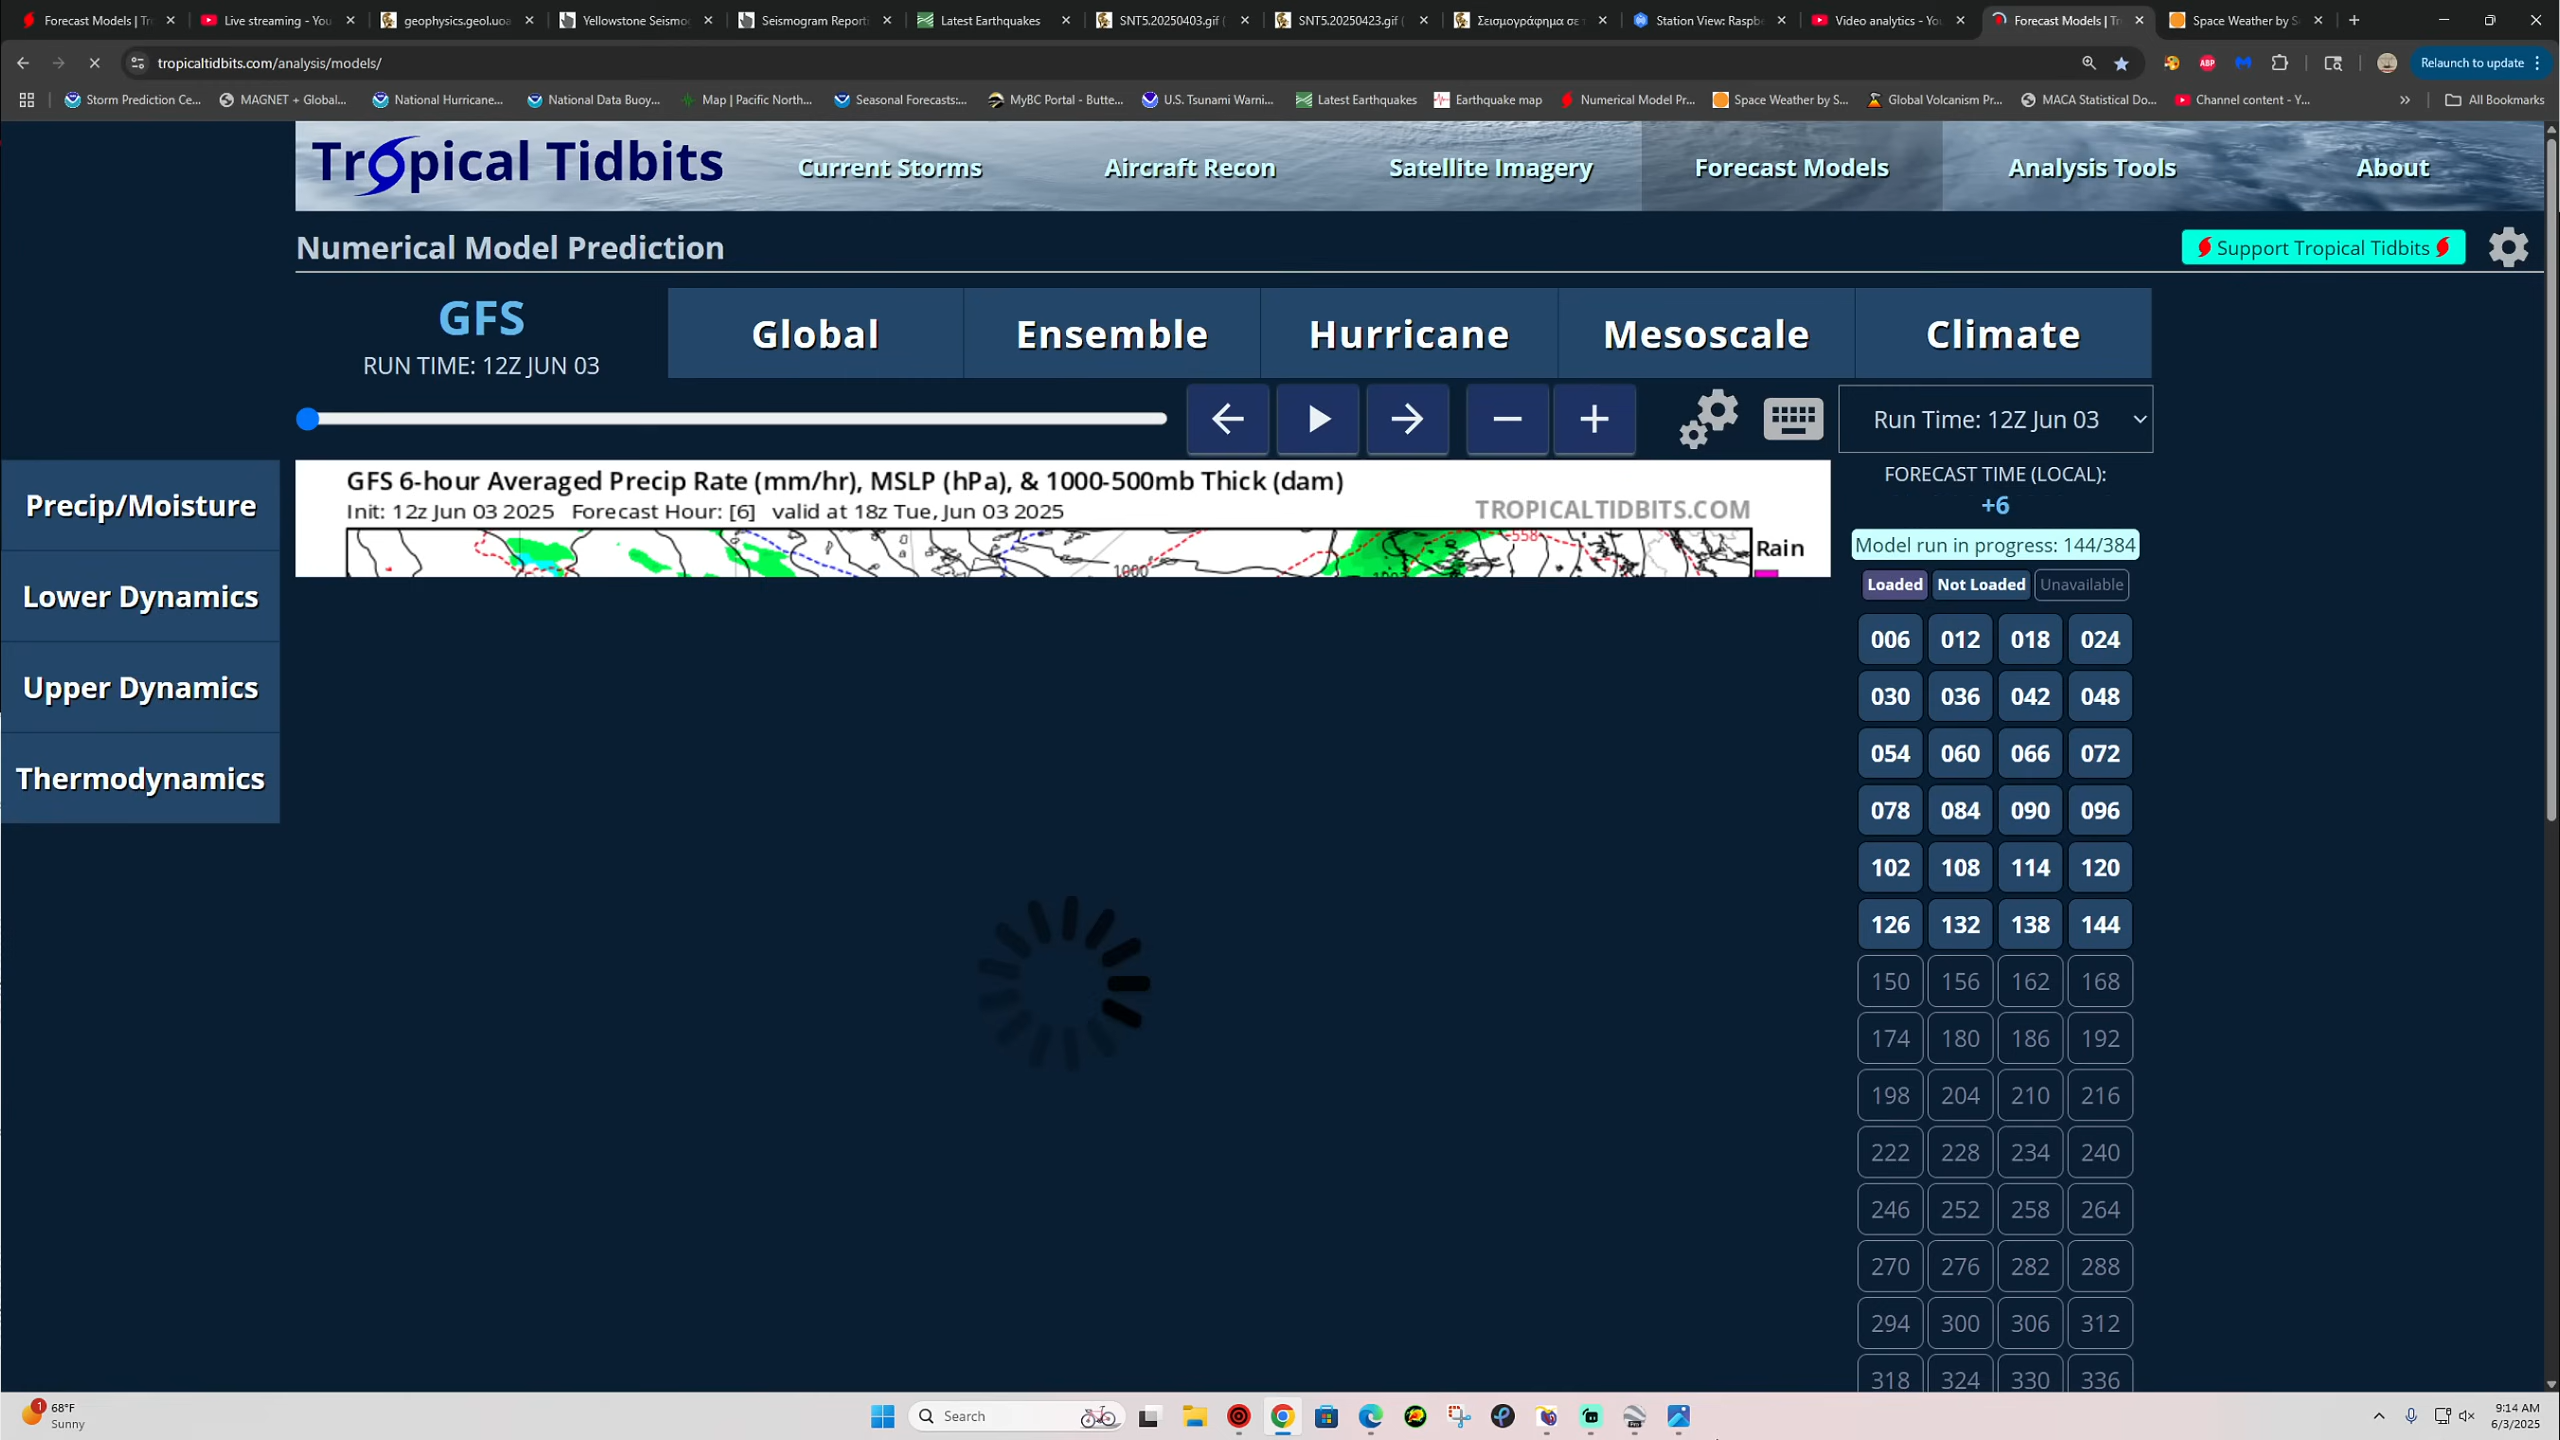 Forecast Models | Tr
Live streaming - You
geophysics.geol.uoa
Yellowstone Seismo
Seismogram Reporti
Latest Earthquakes
SNT5.20250403.gif (
SNT5.20250423.gif (
Σεισμογράφημα σε τ
Station View: Raspb
Video analytics - Yo
Forecast Models | Tr
Space Weather by S
tropicaltidbits.com/analysis/models/
ABP
Relaunch to update
Storm Prediction Ce...
MAGNET + Global...
National Hurricane...
National Data Buoy...
Map | Pacific North...
Seasonal Forecasts:...
MyBC Portal - Butte...
U.S. Tsunami Warni...
Latest Earthquakes
Earthquake map
Numerical Model Pr...
Space Weather by S...
Global Volcanism Pr...
MACA Statistical Do...
Channel content - Y...
All Bookmarks
Tropical Tidbits
Current Storms
Aircraft Recon
Satellite Imagery
Forecast Models
Analysis Tools
About
Numerical Model Prediction
Support Tropical Tidbits
GFS
RUN TIME: 12Z JUN 03
Global
Ensemble
Hurricane
Mesoscale
Climate
Run Time: 12Z Jun 03
Precip/Moisture
Lower Dynamics
Upper Dynamics
Thermodynamics
GFS 6-hour Averaged Precip Rate (mm/hr), MSLP (hPa), & 1000-500mb Thick (dam)
Init: 12z Jun 03 2025 Forecast Hour: [6] valid at 18z Tue, Jun 03 2025
TROPICALTIDBITS.COM
558
1000
Rain
FORECAST TIME (LOCAL):
+6
Model run in progress: 144/384
Loaded Not Loaded Unavailable
006 012 018 024
030 036 042 048
054 060 066 072
078 084 090 096
102 108 114 120
126 132 138 144
150 156 162 168
174 180 186 192
198 204 210 216
222 228 234 240
246 252 258 264
270 276 282 288
294 300 306 312
318 324 330 336
1
68°F
Sunny
Search
9:14 AM
6/3/2025